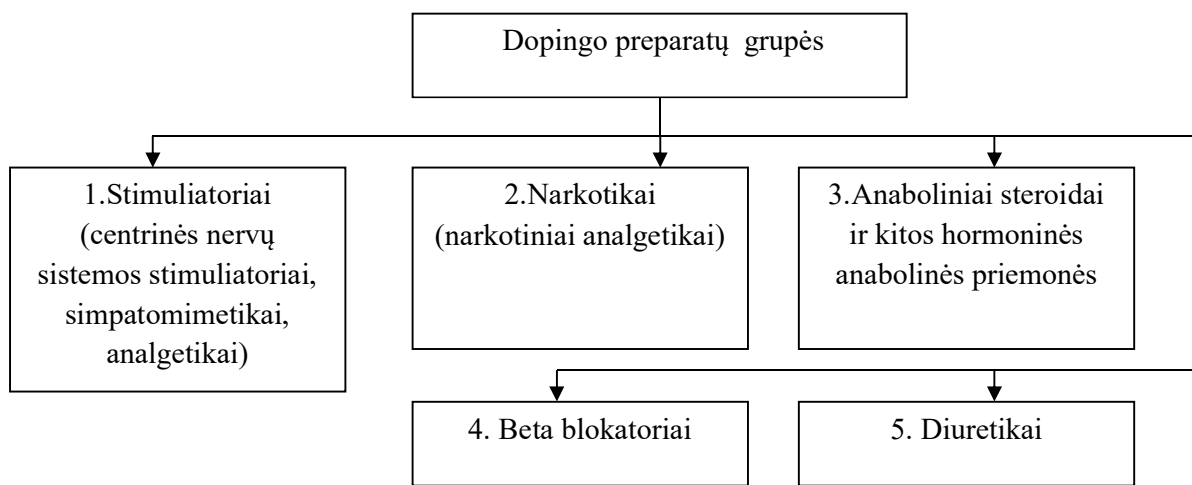 Dopingo preparatų grupės
1.Stimuliatoriai
(centrinės nervų
sistemos stimuliatoriai,
simpatomimetikai,
analgetikai)
2.Narkotikai
(narkotiniai analgetikai)
3.Anaboliniai steroidai
ir kitos hormoninės
anabolinės priemonės
4. Beta blokatoriai
5. Diuretikai